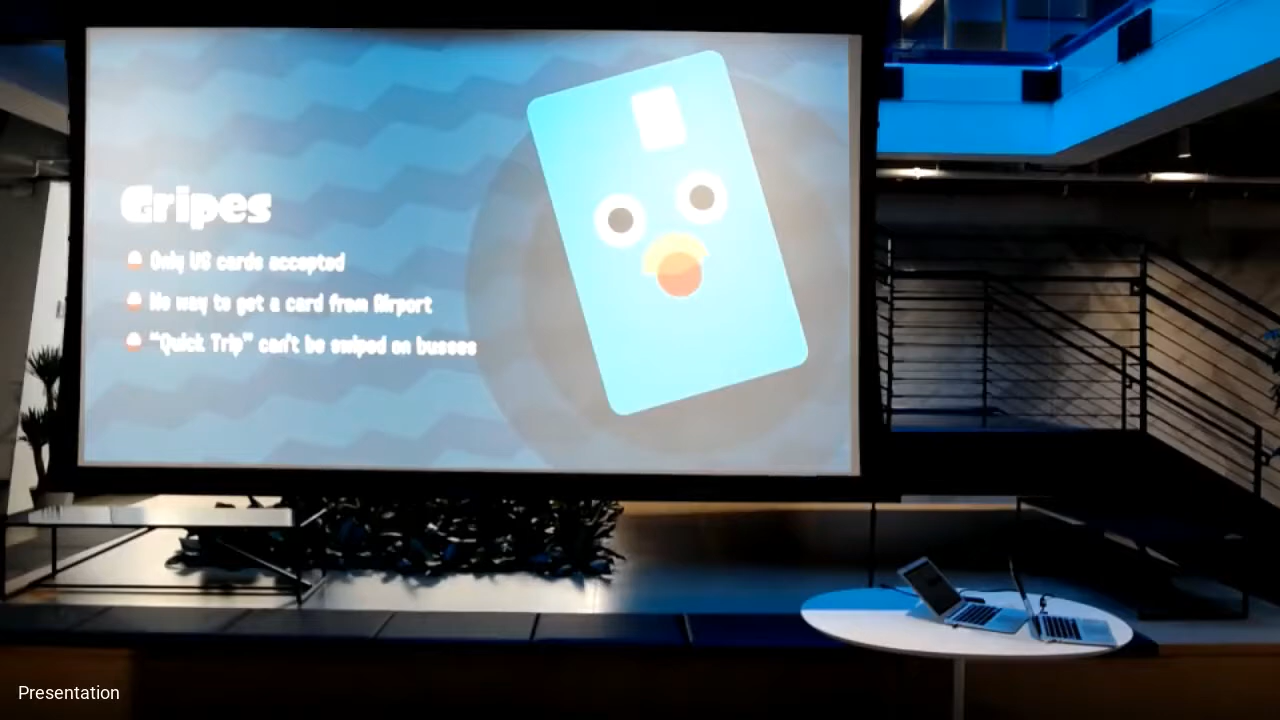 Gripes
Only US cards accepted
No way to get a card from Airport
"Quick Trip" can't be swiped on busses
Presentation